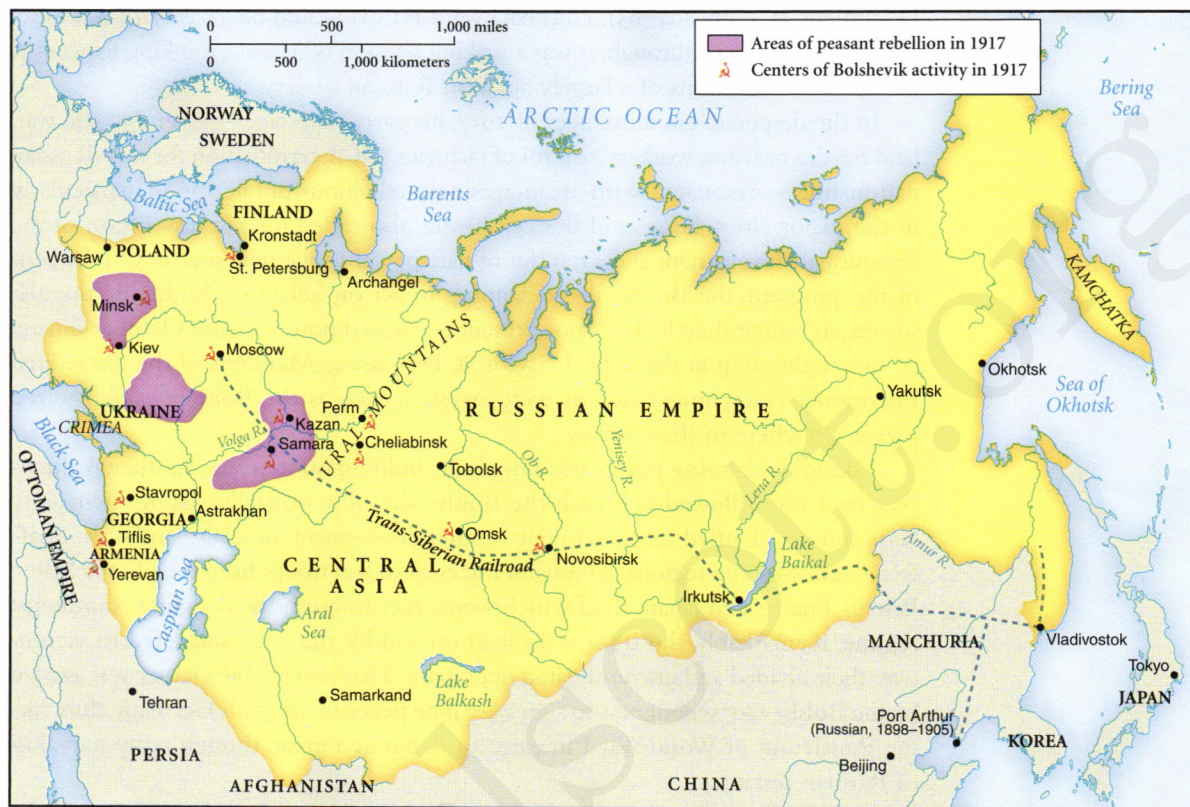 0
500
1,000 miles
0
500
1,000 kilometers
Areas of peasant rebellion in 1917
Centers of Bolshevik activity in 1917
ARCTIC OCEAN
Bering
Sea
NORWAY
SWEDEN
Baltic Sea
Barents
Sea
FINLAND
Kronstadt
St. Petersburg
Archangel
Warsaw
POLAND
Minsk
Kiev
Moscow
URAL MOUNTAINS
KAMCHATKA
Okhotsk
Sea of
Okhotsk
Yakutsk
RUSSIAN EMPIRE
UKRAINE
CRIMEA
Black Sea
Volga R.
Perm
Kazan
Samara
Cheliabinsk
Tobolsk
Ob R.
Yenisey R.
Lena R.
OTTOMAN EMPIRE
Stavropol
GEORGIA
Astrakhan
Tiflis
ARMENIA
Yerevan
Caspian Sea
Trans-Siberian Railroad
Omsk
Novosibirsk
CENTRAL
ASIA
Aral
Sea
Lake
Baikal
Irkutsk
Amur R.
MANCHURIA
Vladivostok
Lake
Balkash
Samarkand
Tehran
Tokyo
JAPAN
Port Arthur
(Russian, 1898–1905)
KOREA
Beijing
PERSIA
AFGHANISTAN
CHINA